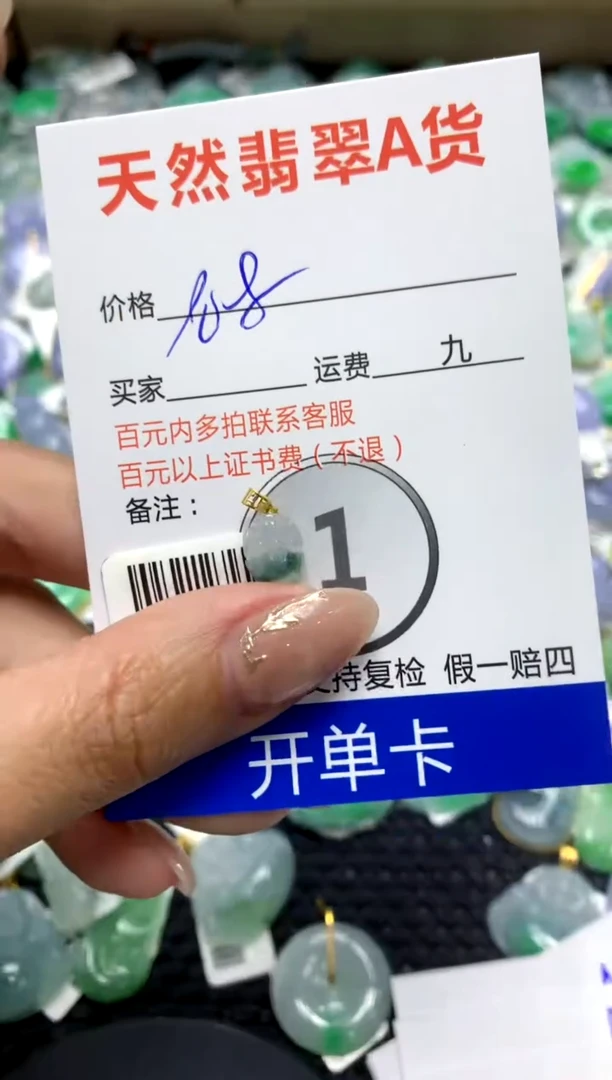 天然翡翠A货
价格
买家 运费 九
百元内多拍联系客服
百元以上证书费（不退）
备注：
1
支持复检 假一赔四
开单卡